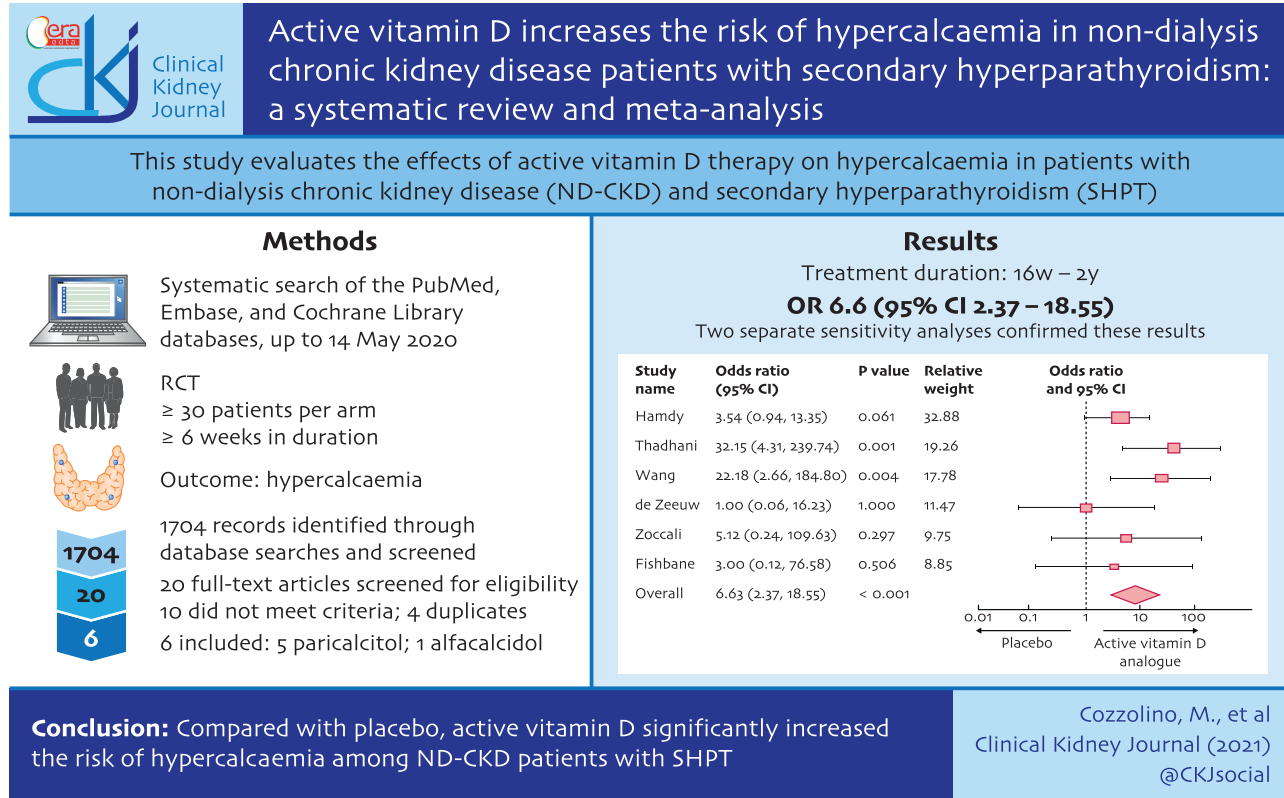 era
edta
ckj
Clinical
Kidney
Journal
Active vitamin D increases the risk of hypercalcaemia in non-dialysis
chronic kidney disease patients with secondary hyperparathyroidism:
a systematic review and meta-analysis
This study evaluates the effects of active vitamin D therapy on hypercalcaemia in patients with
non-dialysis chronic kidney disease (ND-CKD) and secondary hyperparathyroidism (SHPT)
Methods
Systematic search of the PubMed,
Embase, and Cochrane Library
databases, up to 14 May 2020
RCT
≥ 30 patients per arm
≥ 6 weeks in duration
Outcome: hypercalcaemia
1704
1704 records identified through
database searches and screened
20
20 full-text articles screened for eligibility
10 did not meet criteria; 4 duplicates
6
6 included: 5 paricalcitol; 1 alfacalcidol
Results
Treatment duration: 16w – 2y
OR 6.6 (95% CI 2.37 – 18.55)
Two separate sensitivity analyses confirmed these results
Study Odds ratio P value Relative Odds ratio
name (95% CI) weight and 95% CI
Hamdy 3.54 (0.94, 13.35) 0.061 32.88
Thadhani 32.15 (4.31, 239.74) 0.001 19.26
Wang 22.18 (2.66, 184.80) 0.004 17.78
de Zeeuw 1.00 (0.06, 16.23) 1.000 11.47
Zoccali 5.12 (0.24, 109.63) 0.297 9.75
Fishbane 3.00 (0.12, 76.58) 0.506 8.85
Overall 6.63 (2.37, 18.55) < 0.001
0.01 0.1 1 10 100
Placebo Active vitamin D
analogue
Conclusion: Compared with placebo, active vitamin D significantly increased
the risk of hypercalcaemia among ND-CKD patients with SHPT
Cozzolino, M., et al
Clinical Kidney Journal (2021)
@CKJsocial